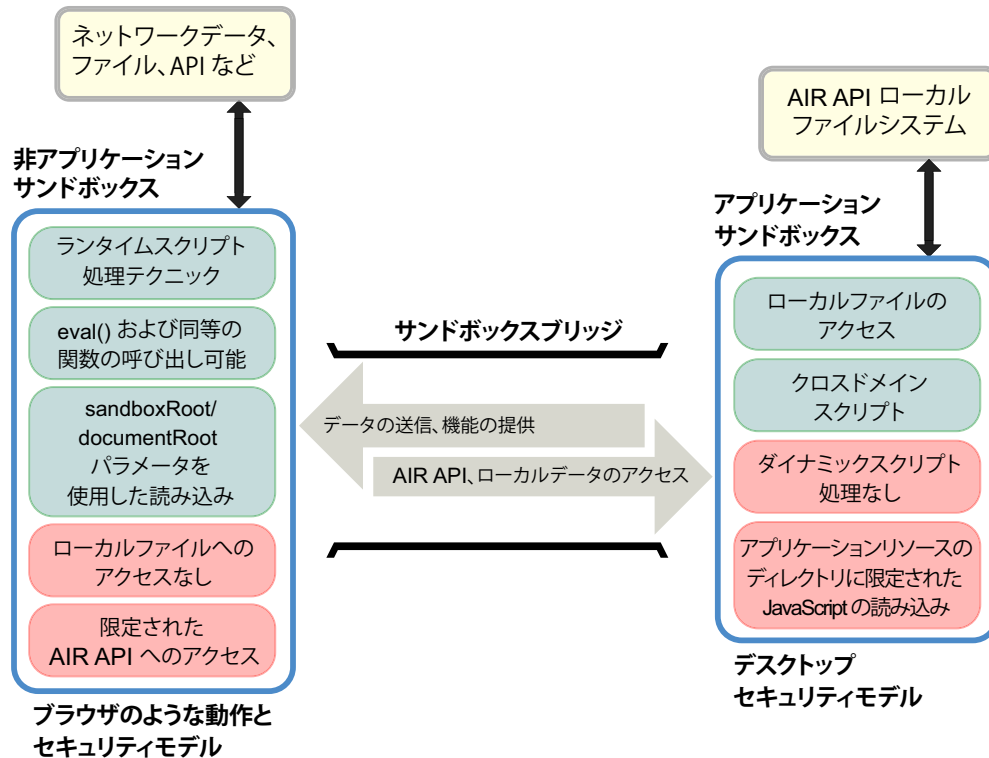 ネットワークデータ、
ファイル、API など
非アプリケーション
サンドボックス
ランタイムスクリプト
処理テクニック
eval() および同等の
関数の呼び出し可能
sandboxRoot/
documentRoot
パラメータを
使用した読み込み
ローカルファイルへの
アクセスなし
限定された
AIR API へのアクセス
ブラウザのような動作と
セキュリティモデル
サンドボックスブリッジ
データの送信、機能の提供
AIR API、ローカルデータのアクセス
AIR API ローカル
ファイルシステム
アプリケーション
サンドボックス
ローカルファイルの
アクセス
クロスドメイン
スクリプト
ダイナミックスクリプト
処理なし
アプリケーションリソースの
ディレクトリに限定された
JavaScript の読み込み
デスクトップ
セキュリティモデル